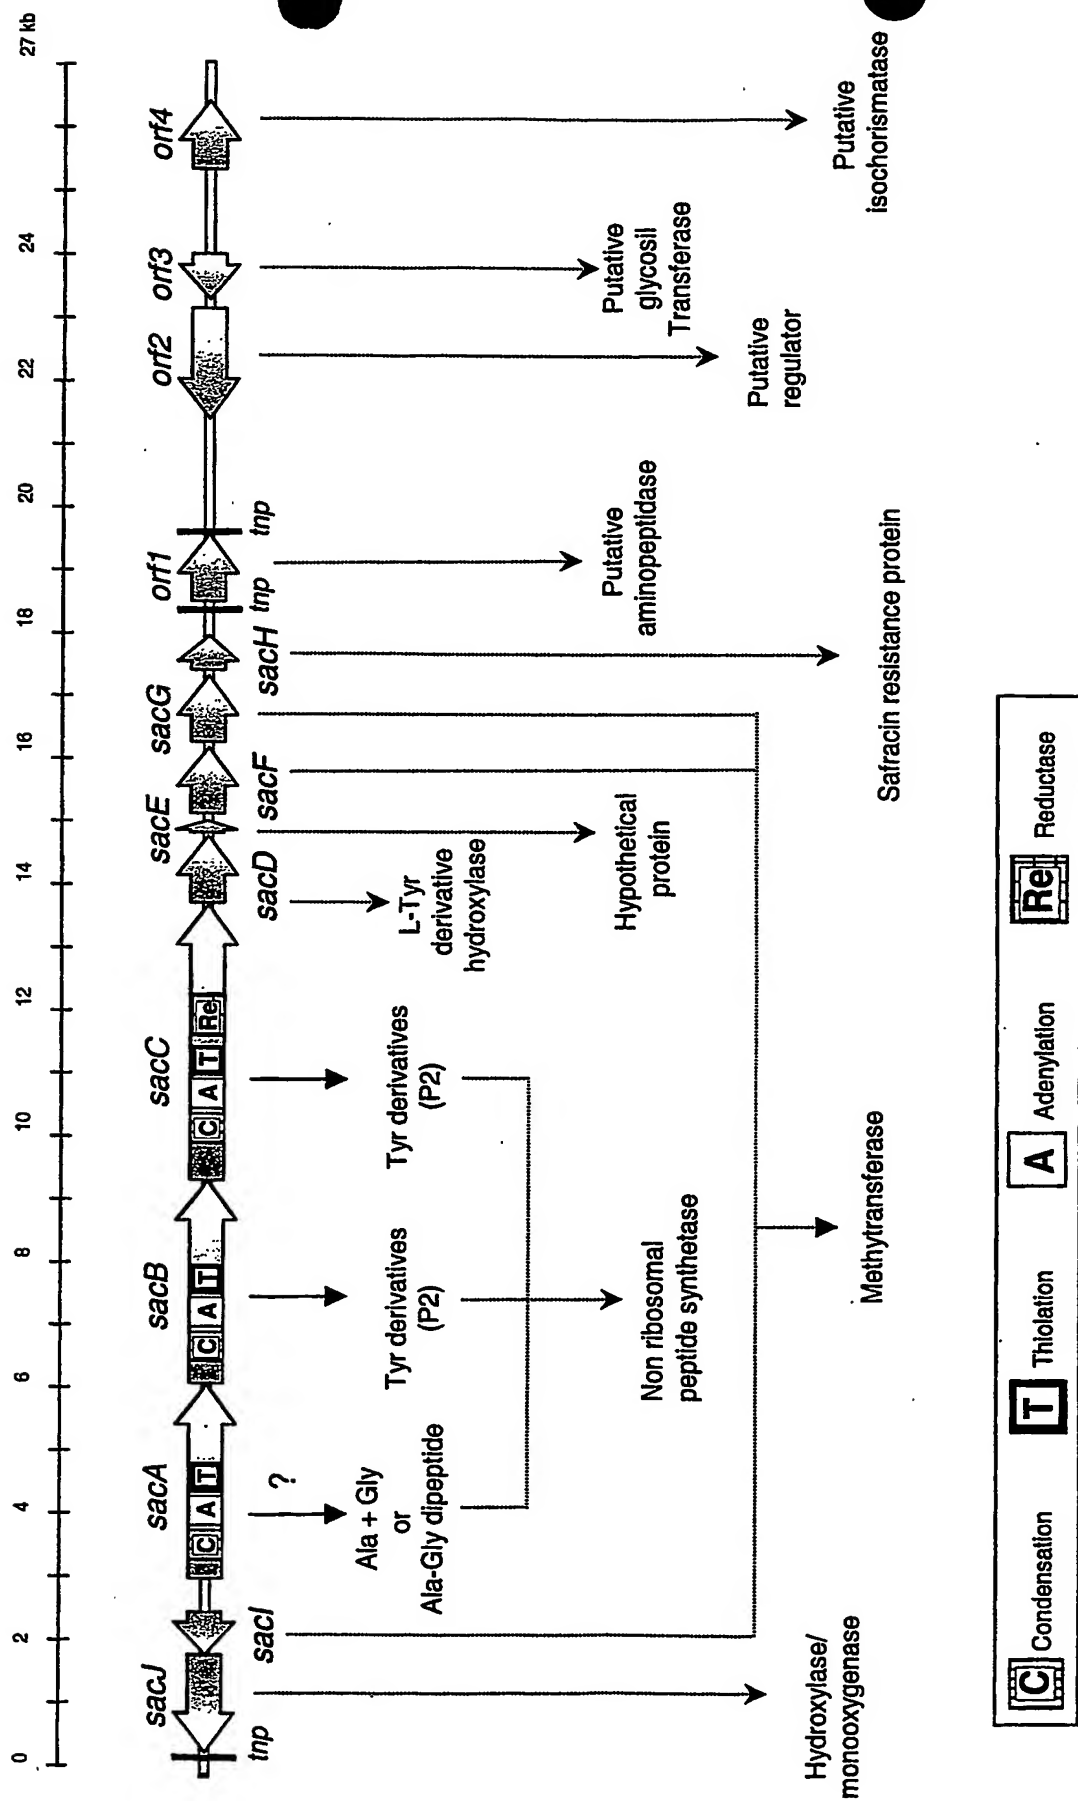 0 2 4 6 8 10 12 14 16 18 20 22 24 27 kb
sacJ sacA sacB sacC sacE sacG orf1 orf2 orf3 orf4
C A T C A T C A T Re
tnp sacI ? sacD sacF sacH tnp tnp
Ala + Gly
or
Ala-Gly dipeptide
Tyr derivatives
(P2)
Tyr derivatives
(P2)
L-Tyr
derivative
hydroxylase
Hypothetical
protein
Putative
aminopeptidase
Putative
glycosil
Transferase
Non ribosomal
peptide synthetase
Putative
regulator
Hydroxylase/
monooxygenase
Methytransferase
Safracin resistance protein
Putative
isochorismatase
C Condensation T Thiolation A Adenylation Re Reductase